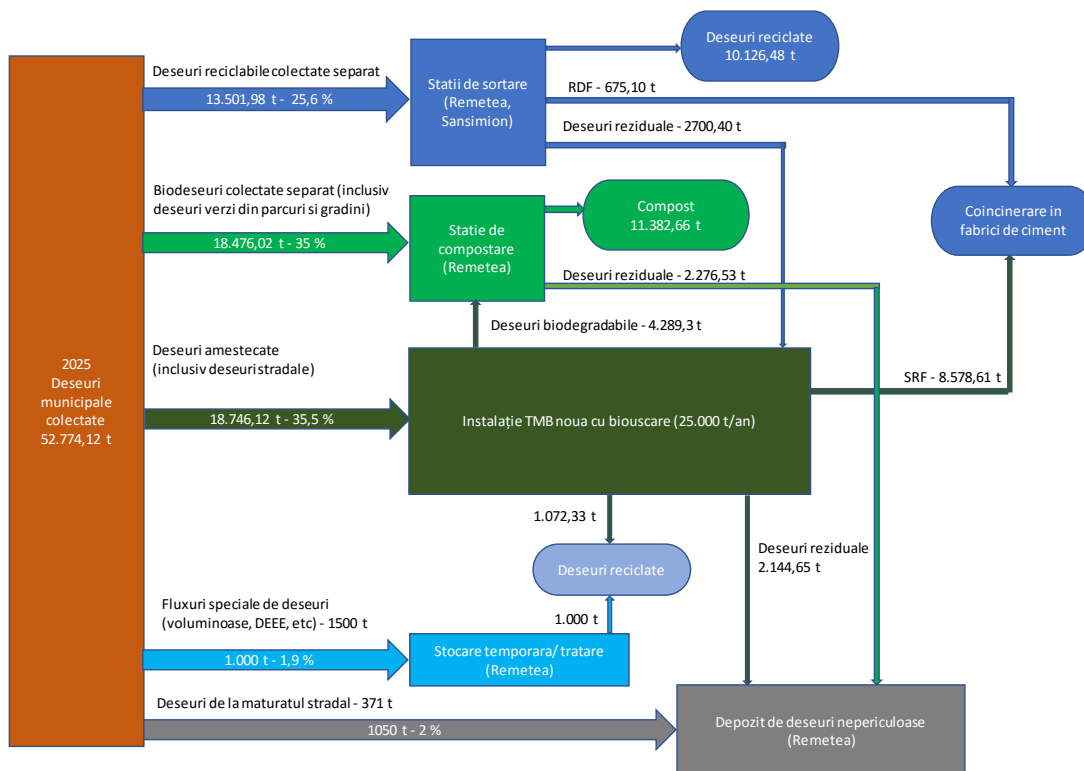 Deseuri reciclate
10.126,48 t
Deseuri reciclabile colectate separat
13.501,98 t - 25,6 %
Statii de sortare
(Remetea,
Sansimion)
RDF - 675,10 t
Deseuri reziduale - 2700,40 t
Biodeseuri colectate separat (inclusiv
deseuri verzi din parcuri si gradini)
18.476,02 t - 35 %
Statie de
compostare
(Remetea)
Compost
11.382,66 t
Coincinerare in
fabrici de ciment
Deseuri reziduale - 2.276,53 t
Deseuri biodegradabile - 4.289,3 t
Deseuri amestecate
(inclusiv deseuri stradale)
2025
Deseuri
municipale
colectate
52.774,12 t
18.746,12 t - 35,5 %
Instalație TMB noua cu biouscare (25.000 t/an)
SRF - 8.578,61 t
1.072,33 t
Deseuri reziduale
2.144,65 t
Deseuri reciclate
Fluxuri speciale de deseuri
(voluminoase, DEEE, etc) - 1500 t
1.000 t
1.000 t - 1,9 %
Stocare temporara/ tratare
(Remetea)
Deseuri de la maturatul stradal - 371 t
1050 t - 2 %
Depozit de deseuri nepericuloase
(Remetea)